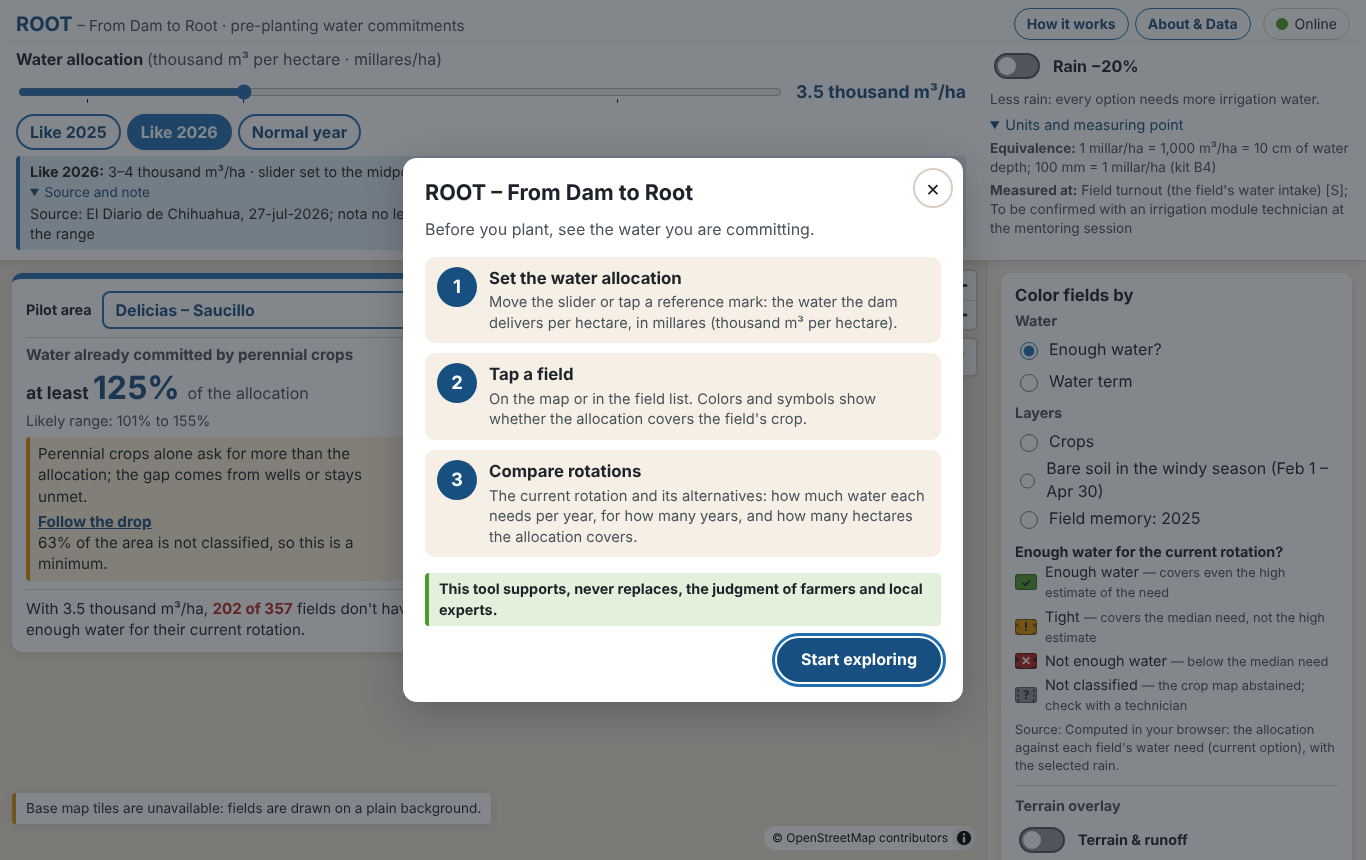 ROOT – From Dam to Root · pre-planting water commitments
How it works
About & Data
Online
Water allocation (thousand m³ per hectare · millares/ha)
3.5 thousand m³/ha
Like 2025
Like 2026
Normal year
Like 2026: 3–4 thousand m³/ha · slider set to the midp
Source and note
Source: El Diario de Chihuahua, 27-jul-2026; nota no le
the range
Rain −20%
Less rain: every option needs more irrigation water.
Units and measuring point
Equivalence: 1 millar/ha = 1,000 m³/ha = 10 cm of water
depth; 100 mm = 1 millar/ha (kit B4)
Measured at: Field turnout (the field's water intake) [S];
To be confirmed with an irrigation module technician at
the mentoring session
Pilot area
Delicias – Saucillo
Water already committed by perennial crops
at least 125% of the allocation
Likely range: 101% to 155%
Perennial crops alone ask for more than the
allocation; the gap comes from wells or stays
unmet.
Follow the drop
63% of the area is not classified, so this is a
minimum.
With 3.5 thousand m³/ha, 202 of 357 fields don't hav
enough water for their current rotation.
Base map tiles are unavailable: fields are drawn on a plain background.
© OpenStreetMap contributors
ROOT – From Dam to Root
Before you plant, see the water you are committing.
1
Set the water allocation
Move the slider or tap a reference mark: the water the dam
delivers per hectare, in millares (thousand m³ per hectare).
2
Tap a field
On the map or in the field list. Colors and symbols show
whether the allocation covers the field's crop.
3
Compare rotations
The current rotation and its alternatives: how much water each
needs per year, for how many years, and how many hectares
the allocation covers.
This tool supports, never replaces, the judgment of farmers and local
experts.
Start exploring
Color fields by
Water
Enough water?
Water term
Layers
Crops
Bare soil in the windy season (Feb 1 –
Apr 30)
Field memory: 2025
Enough water for the current rotation?
Enough water — covers even the high
estimate of the need
Tight — covers the median need, not the high
estimate
Not enough water — below the median need
Not classified — the crop map abstained;
check with a technician
Source: Computed in your browser: the allocation
against each field's water need (current option), with
the selected rain.
Terrain overlay
Terrain & runoff